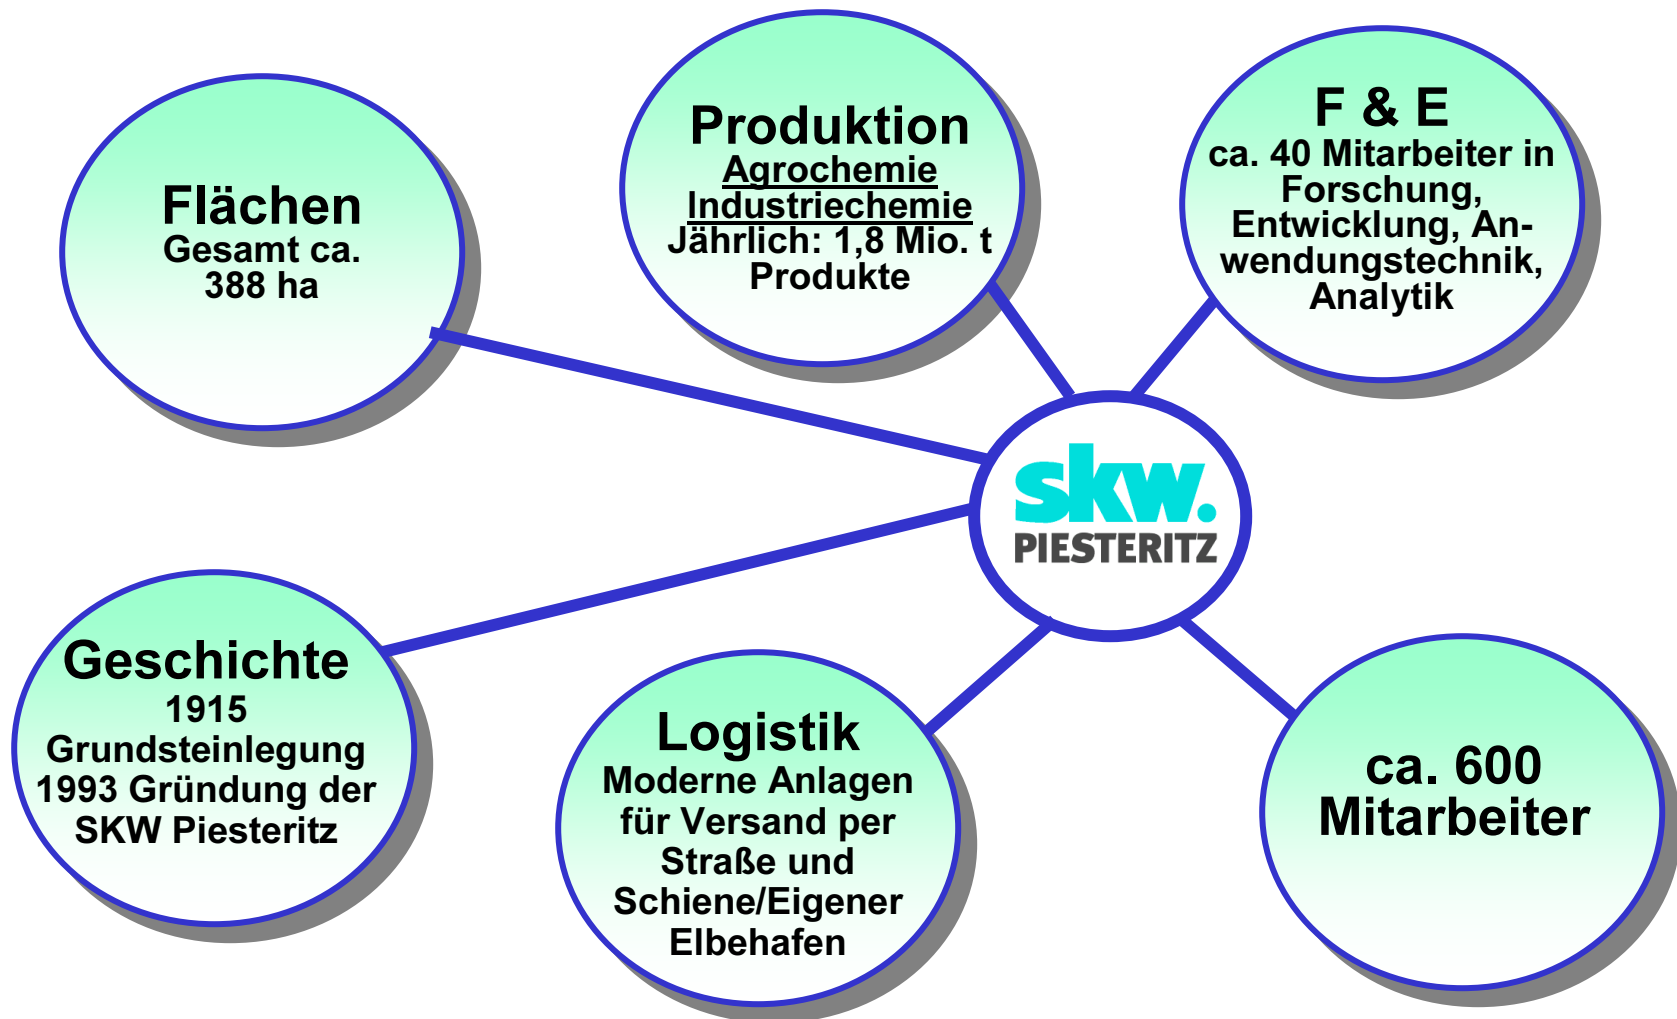 Flächen
Gesamt ca.
388 ha
Produktion
Agrochemie
Industriechemie
Jährlich: 1,8 Mio. t
Produkte
F & E
ca. 40 Mitarbeiter in
Forschung,
Entwicklung, An-
wendungstechnik,
Analytik
skw.
PIESTERITZ
Geschichte
1915
Grundsteinlegung
1993 Gründung der
SKW Piesteritz
Logistik
Moderne Anlagen
für Versand per
Straße und
Schiene/Eigener
Elbehafen
ca. 600
Mitarbeiter